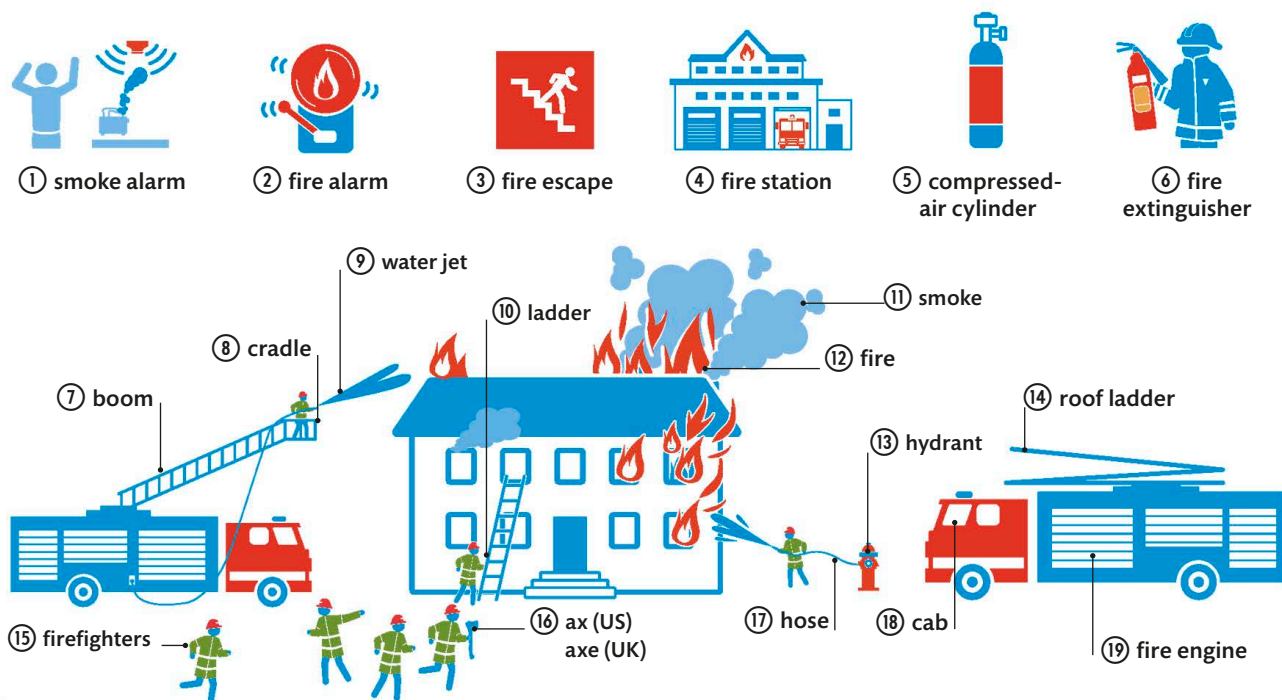 ① smoke alarm
② fire alarm
③ fire escape
④ fire station
⑤ compressed-
air cylinder
⑥ fire
extinguisher
⑦ boom
⑧ cradle
⑨ water jet
⑩ ladder
⑪ smoke
⑫ fire
⑬ hydrant
⑭ roof ladder
⑮ firefighters
⑯ ax (US)
axe (UK)
⑰ hose
⑱ cab
⑲ fire engine